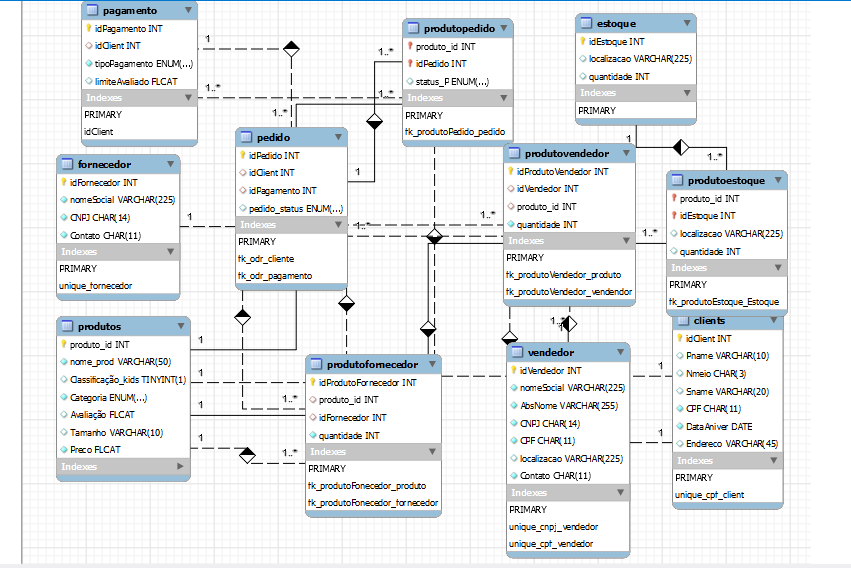 pagamento
idPagamento INT
idClient INT
tipoPagamento ENUM(...)
limiteAvaliado FLCAT
Indexes
PRIMARY
idClient
produtopedido
produto_id INT
idPedido INT
status_P ENUM(...)
Indexes
PRIMARY
fk_produtoPedido_pedido
estoque
idEstoque INT
localizacao VARCHAR(225)
quantidade INT
Indexes
PRIMARY
pedido
idPedido INT
idClient INT
idPagamento INT
pedido_status ENUM(...)
Indexes
PRIMARY
fk_odr_cliente
fk_odr_pagamento
fornecedor
idFornecedor INT
nomeSocial VARCHAR(225)
CNPJ CHAR(14)
Contato CHAR(11)
Indexes
PRIMARY
unique_fornecedor
produtovendedor
idProdutoVendedor INT
idVendedor INT
produto_id INT
quantidade INT
Indexes
PRIMARY
fk_produtoVendedor_produto
fk_produtoVendedor_vendendor
produtoestoque
produto_id INT
idEstoque INT
localizacao VARCHAR(225)
quantidade INT
Indexes
PRIMARY
fk_produtoEstoque_Estoque
produtos
produto_id INT
nome_prod VARCHAR(50)
Classificação_kids TINYINT(1)
Categoria ENUM(...)
Avaliação FLCAT
Tamanho VARCHAR(10)
Preco FLCAT
Indexes
produtofornecedor
idProdutoFornecedor INT
produto_id INT
idFornecedor INT
quantidade INT
Indexes
PRIMARY
fk_produtoFonecedor_produto
fk_produtoFonecedor_fornecedor
vendedor
idVendedor INT
nomeSocial VARCHAR(225)
AbsNome VARCHAR(255)
CNPJ CHAR(14)
CPF CHAR(11)
localizacao VARCHAR(225)
Contato CHAR(11)
Indexes
PRIMARY
unique_cnpj_vendedor
unique_cpf_vendedor
clients
idClient INT
Pname VARCHAR(10)
Nmeio CHAR(3)
Sname VARCHAR(20)
CPF CHAR(11)
DataAniver DATE
Endereco VARCHAR(45)
Indexes
PRIMARY
unique_cpf_client
1
1..*
1..*
1..*
1..*
1
1
1..*
1
1..*
1..*
1..*
1..*
1
1
1
1
1
1
1..*
1..*